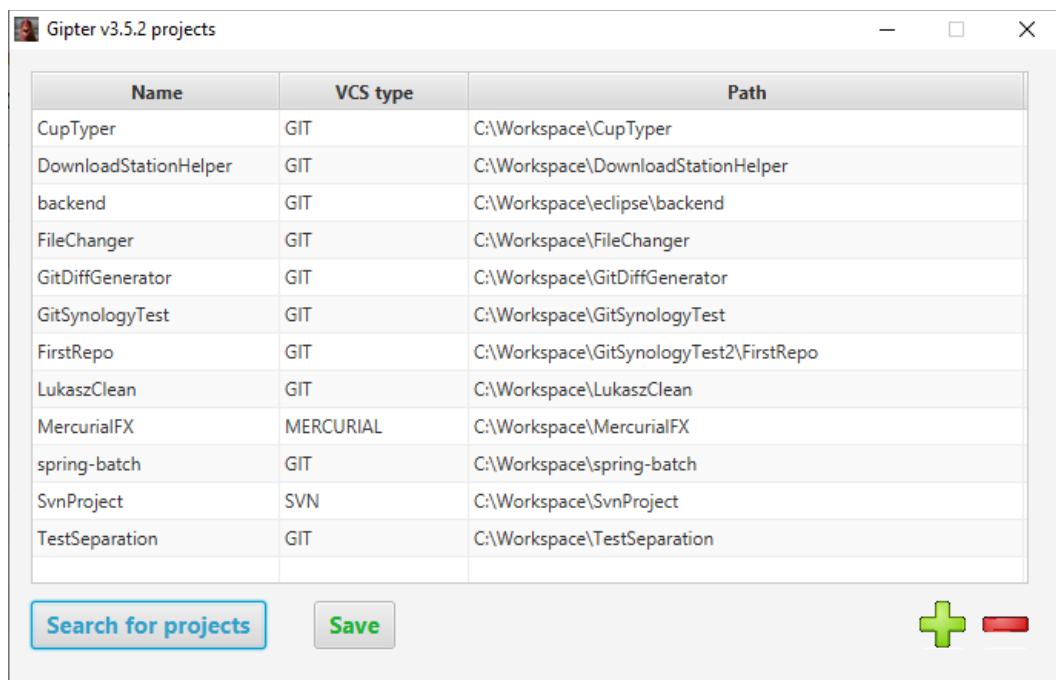 Gipter v3.5.2 projects
Name VCS type Path
CupTyper GIT C:\Workspace\CupTyper
DownloadStationHelper GIT C:\Workspace\DownloadStationHelper
backend GIT C:\Workspace\eclipse\backend
FileChanger GIT C:\Workspace\FileChanger
GitDiffGenerator GIT C:\Workspace\GitDiffGenerator
GitSynologyTest GIT C:\Workspace\GitSynologyTest
FirstRepo GIT C:\Workspace\GitSynologyTest2\FirstRepo
LukaszClean GIT C:\Workspace\LukaszClean
MercurialFX MERCURIAL C:\Workspace\MercurialFX
spring-batch GIT C:\Workspace\spring-batch
SvnProject SVN C:\Workspace\SvnProject
TestSeparation GIT C:\Workspace\TestSeparation
Search for projects Save